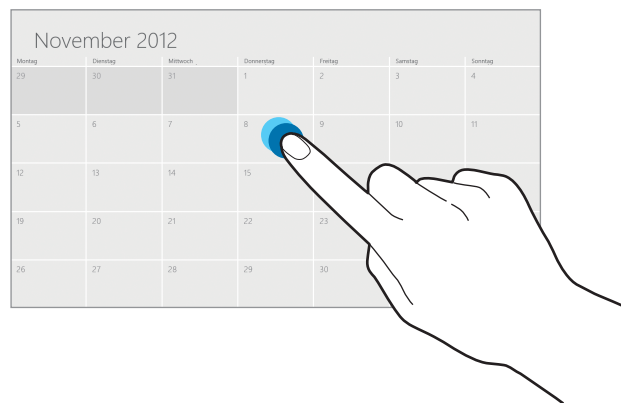 November 2012
Montag Dienstag Mittwoch Donnerstag Freitag Samstag Sonntag
29 30 31 1 2 3 4
5 6 7 8 9 10 11
12 13 14 15
19 20 21 22 23
26 27 28 29 30